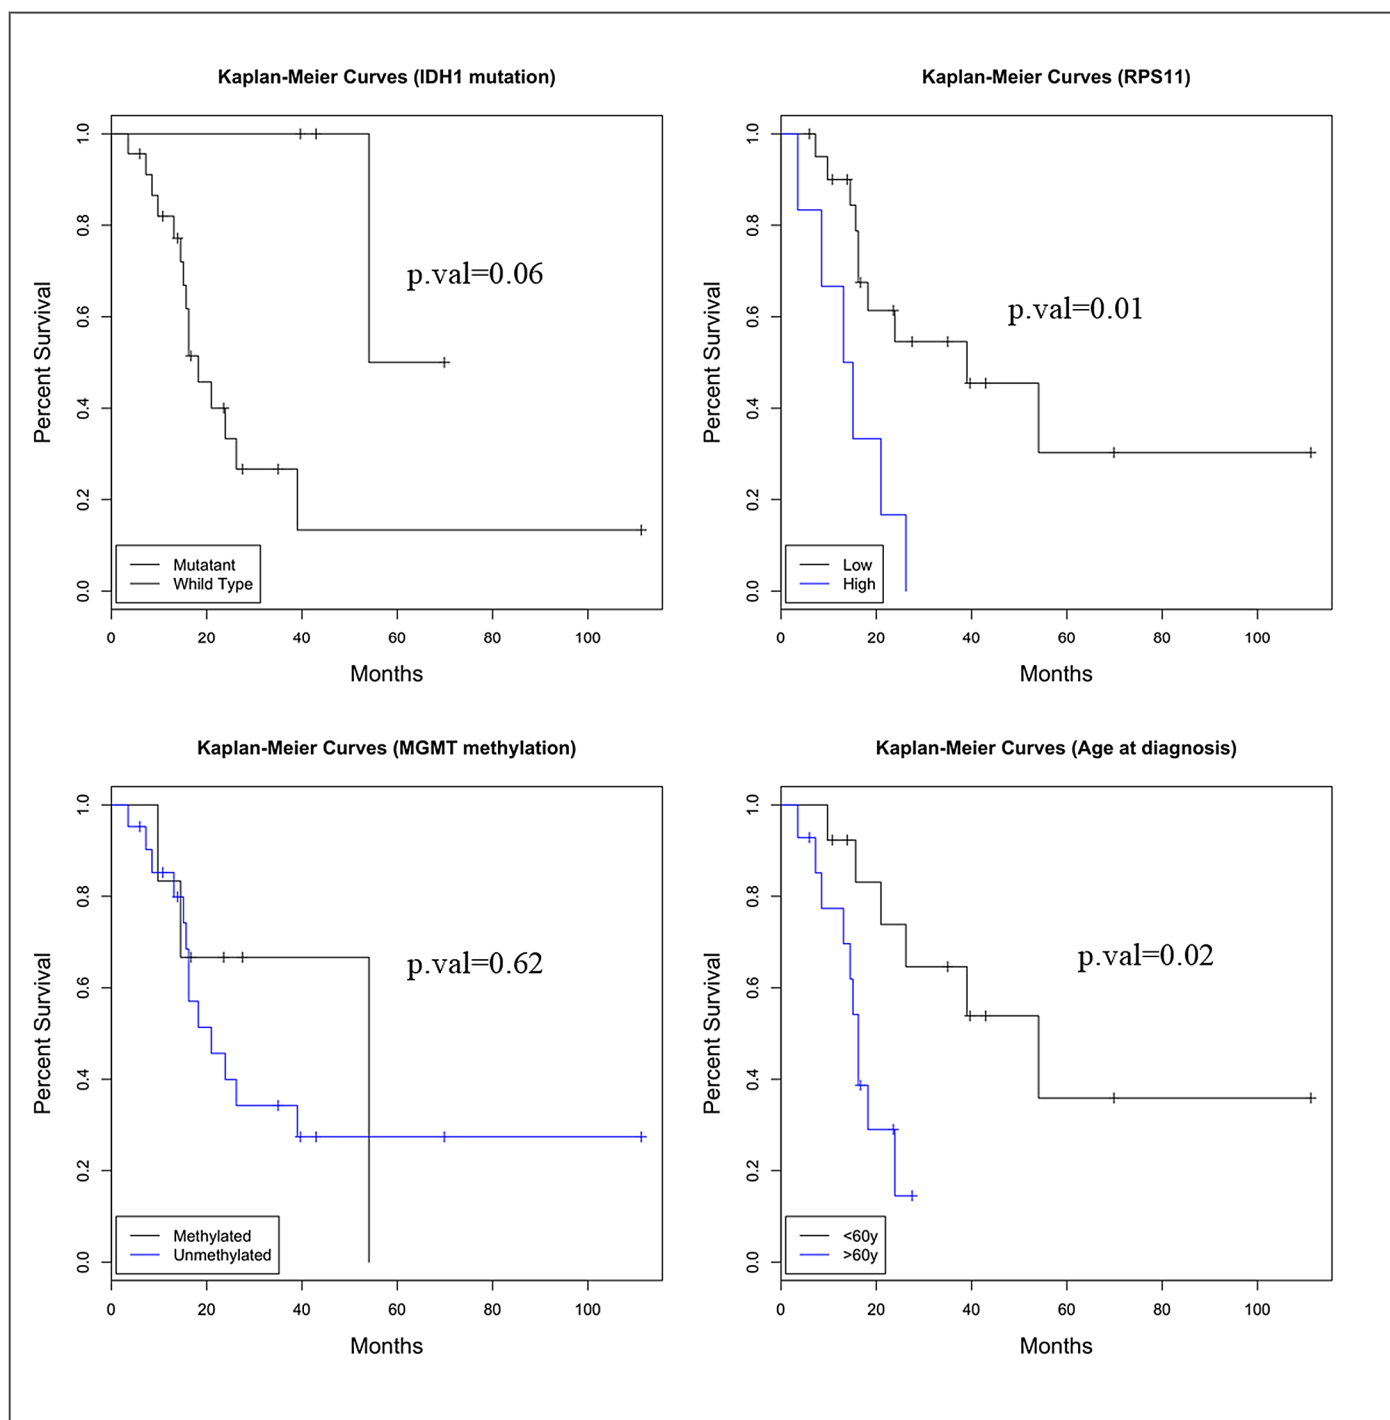 Kaplan-Meier Curves (IDH1 mutation)
Percent Survival
1.0
0.8
0.6
0.4
0.2
0.0
p.val=0.06
Mutatant
Whild Type
0 20 40 60 80 100
Months
Kaplan-Meier Curves (RPS11)
Percent Survival
1.0
0.8
0.6
0.4
0.2
0.0
p.val=0.01
Low
High
0 20 40 60 80 100
Months
Kaplan-Meier Curves (MGMT methylation)
Percent Survival
1.0
0.8
0.6
0.4
0.2
0.0
p.val=0.62
Methylated
Unmethylated
0 20 40 60 80 100
Months
Kaplan-Meier Curves (Age at diagnosis)
Percent Survival
1.0
0.8
0.6
0.4
0.2
0.0
p.val=0.02
<60y
>60y
0 20 40 60 80 100
Months